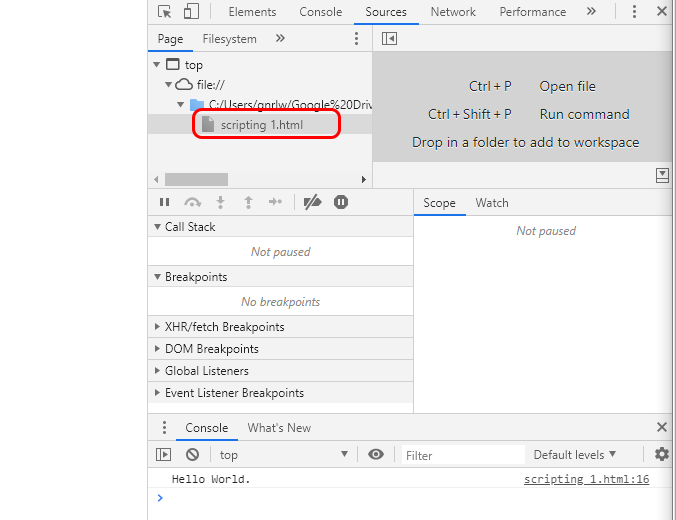 Elements Console Sources Network Performance »
Page Filesystem »
top
file://
C:/Users/gnrlw/Google%20Driv
scripting 1.html
Ctrl + P Open file
Ctrl + Shift + P Run command
Drop in a folder to add to workspace
Call Stack
Not paused
Breakpoints
No breakpoints
XHR/fetch Breakpoints
DOM Breakpoints
Global Listeners
Event Listener Breakpoints
Scope Watch
Not paused
Console What's New
top Filter Default levels
Hello World. scripting 1.html:16